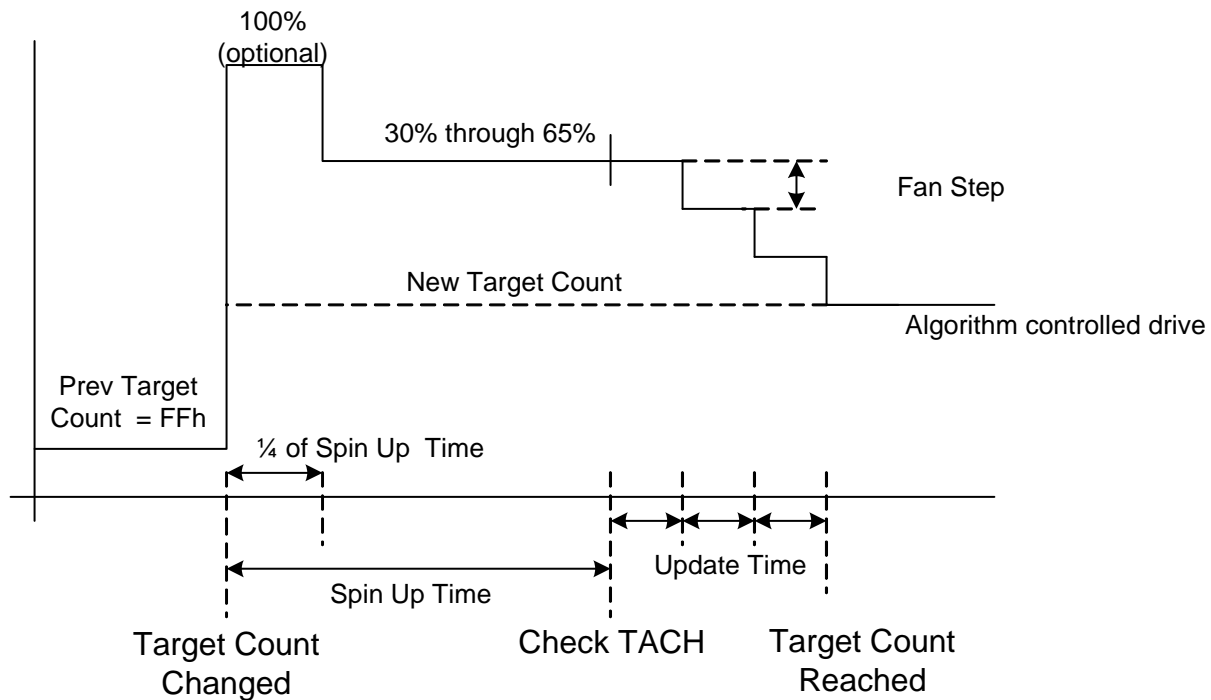 100%
(optional)
30% through 65%
Fan Step
New Target Count
Algorithm controlled drive
Prev Target
Count = FFh
¼ of Spin Up Time
Update Time
Spin Up Time
Target Count
Changed
Check TACH
Target Count
Reached